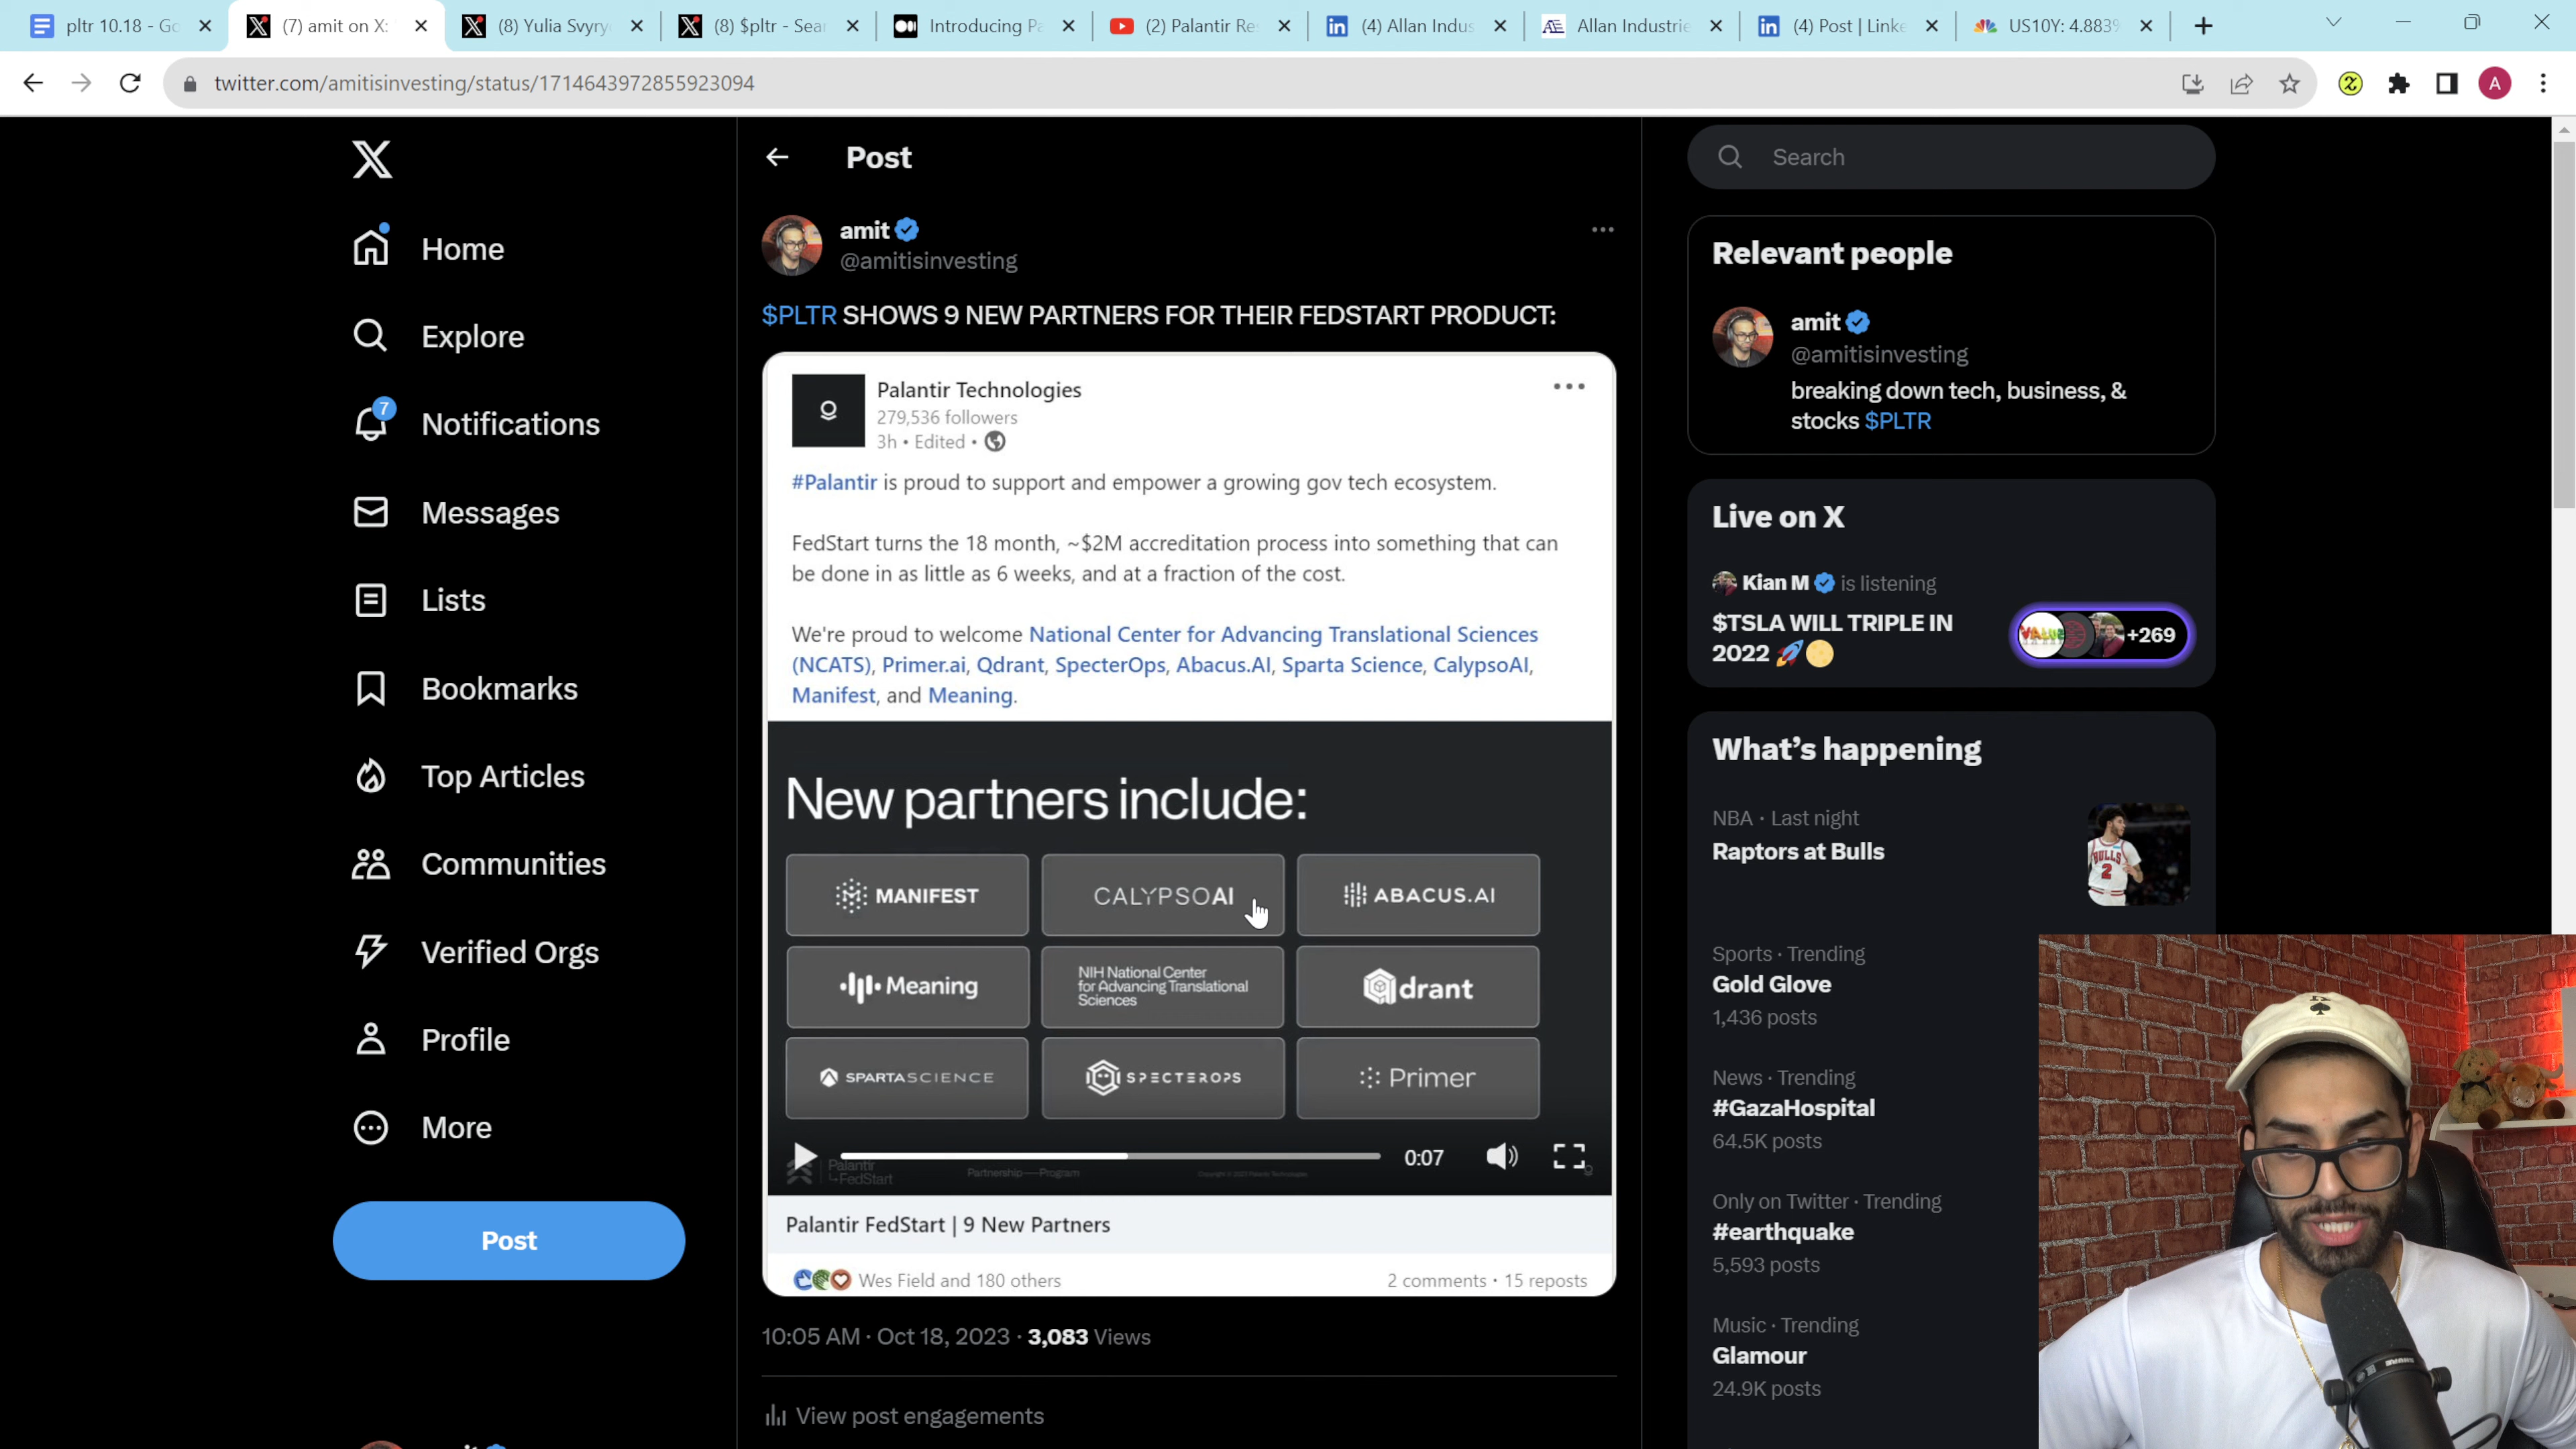 pltr 10.18 - Go
(7) amit on X:
(8) Yulia Svyry
(8) $pltr - Sear
Introducing Pa
(2) Palantir Re
(4) Allan Indus
Allan Industrie
(4) Post | Linke
US10Y: 4.883%
twitter.com/amitisinvesting/status/1714643972855923094
A
Home
Explore
7
Notifications
Messages
Lists
Bookmarks
Top Articles
Communities
Verified Orgs
Profile
More
Post
Post
amit
@amitisinvesting
$PLTR SHOWS 9 NEW PARTNERS FOR THEIR FEDSTART PRODUCT:
Palantir Technologies
279,536 followers
3h • Edited •
#Palantir is proud to support and empower a growing gov tech ecosystem.
FedStart turns the 18 month, ~$2M accreditation process into something that can
be done in as little as 6 weeks, and at a fraction of the cost.
We're proud to welcome National Center for Advancing Translational Sciences
(NCATS), Primer.ai, Qdrant, SpecterOps, Abacus.AI, Sparta Science, CalypsoAI,
Manifest, and Meaning.
New partners include:
MANIFEST
CALYPSOAI
ABACUS.AI
Meaning
NIH National Center
for Advancing Translational
Sciences
qdrant
SPARTASCIENCE
SPECTEROPS
Primer
0:07
Palantir
FedStart
Partnership — Program
Palantir FedStart | 9 New Partners
Wes Field and 180 others
2 comments • 15 reposts
10:05 AM · Oct 18, 2023 · 3,083 Views
View post engagements
Search
Relevant people
amit
@amitisinvesting
breaking down tech, business, &
stocks $PLTR
Live on X
Kian M is listening
$TSLA WILL TRIPLE IN
2022
VALUE
+269
What's happening
NBA · Last night
Raptors at Bulls
BULLS
2
Sports · Trending
Gold Glove
1,436 posts
News · Trending
#GazaHospital
64.5K posts
Only on Twitter · Trending
#earthquake
5,593 posts
Music · Trending
Glamour
24.9K posts